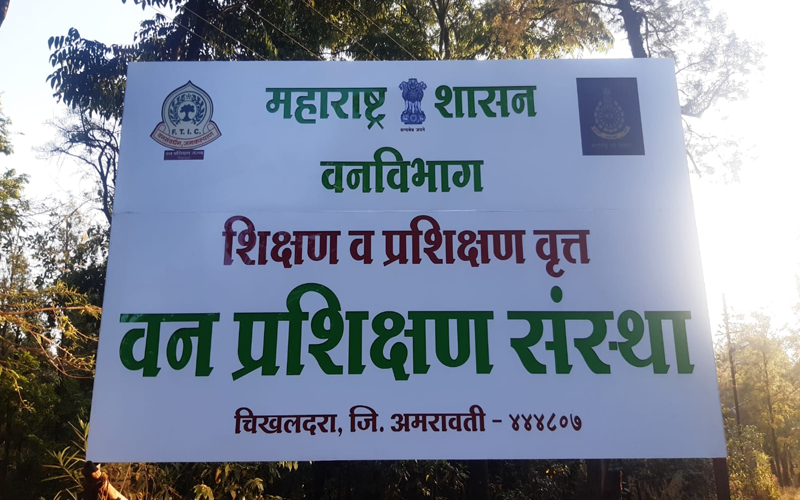 महाराष्ट्र शासन
F.T.I.C.
वनविभाग
शिक्षण व प्रशिक्षण वृत्त
वन प्रशिक्षण संस्था
चिखलदरा, जि. अमरावती - ४४४८०७